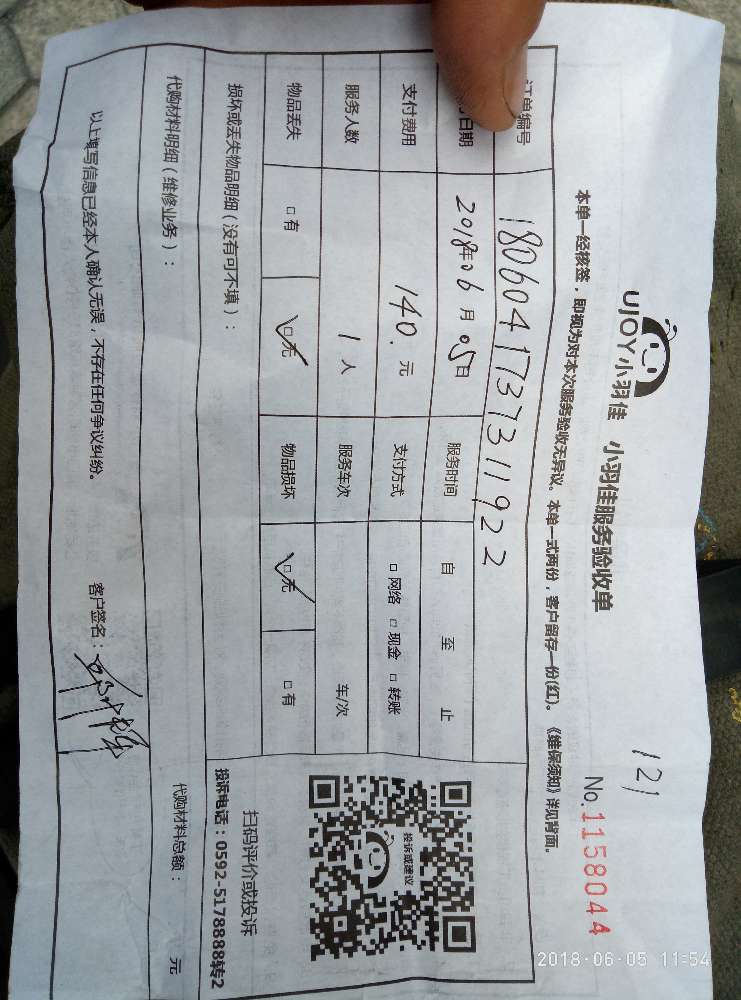 121
UJOY小羽佳 小羽佳服务验收单 No.1158044
本单一经核签，即视为对本次服务验收无异议。本单一式两份，客户留存一份(红)。《维保须知》详见背面。
订单编号 1806041737311922
日期 2018年06月05日 服务时间 自 至 止
支付费用 140.元 支付方式 □网络 □现金 □转账
服务人数 1人 服务车次 车/次
物品丢失 □有 ☑无 物品损坏 ☑无 □有
损坏或丢失物品明细（没有可不填）：
投诉或建议
扫码评价或投诉
投诉电话：0592-5178888转2
代购材料明细（维修业务）： 代购材料总额： 元
以上填写信息已经本人确认无误，不存在任何争议纠纷。 客户签名：
2018-06-05 11:54